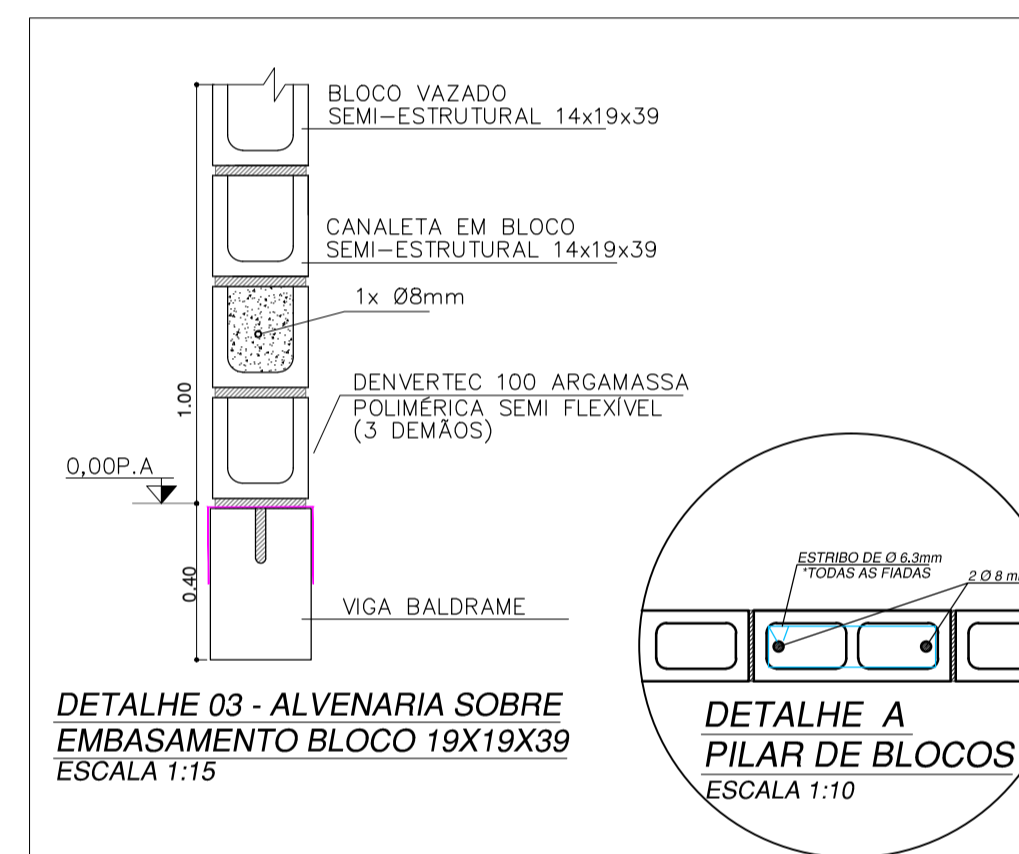 BLOCO VAZADO
SEMI-ESTRUTURAL 14x19x39
CANALETA EM BLOCO
SEMI-ESTRUTURAL 14x19x39
1x Ø8mm
DENVERTEC 100 ARGAMASSA
POLIMÉRICA SEMI FLEXÍVEL
(3 DEMÃOS)
1.00
0,00P.A
0.40
VIGA BALDRAME
DETALHE 03 - ALVENARIA SOBRE
EMBASAMENTO BLOCO 19X19X39
ESCALA 1:15
ESTRIBO DE Ø 6.3mm
*TODAS AS FIADAS
2 Ø 8
DETALHE A
PILAR DE BLOCOS
ESCALA 1:10